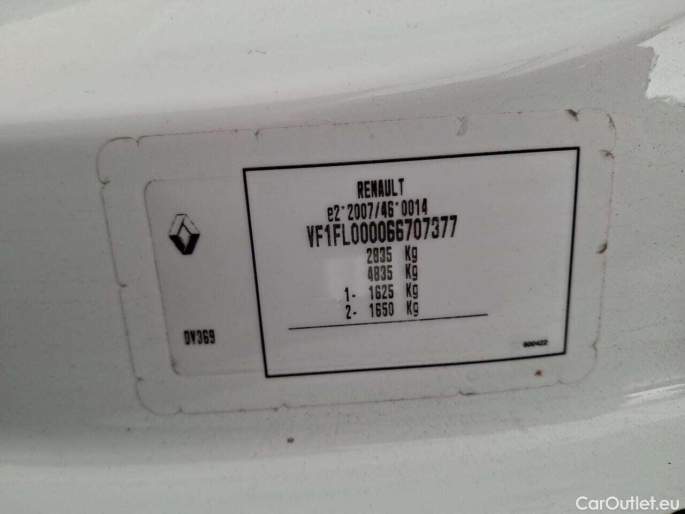 RENAULT
e2*2007/46*0014
VF1FL000066707377
2835 Kg
4835 Kg
1- 1625 Kg
2- 1650 Kg
DV369
600422
CarOutlet.eu